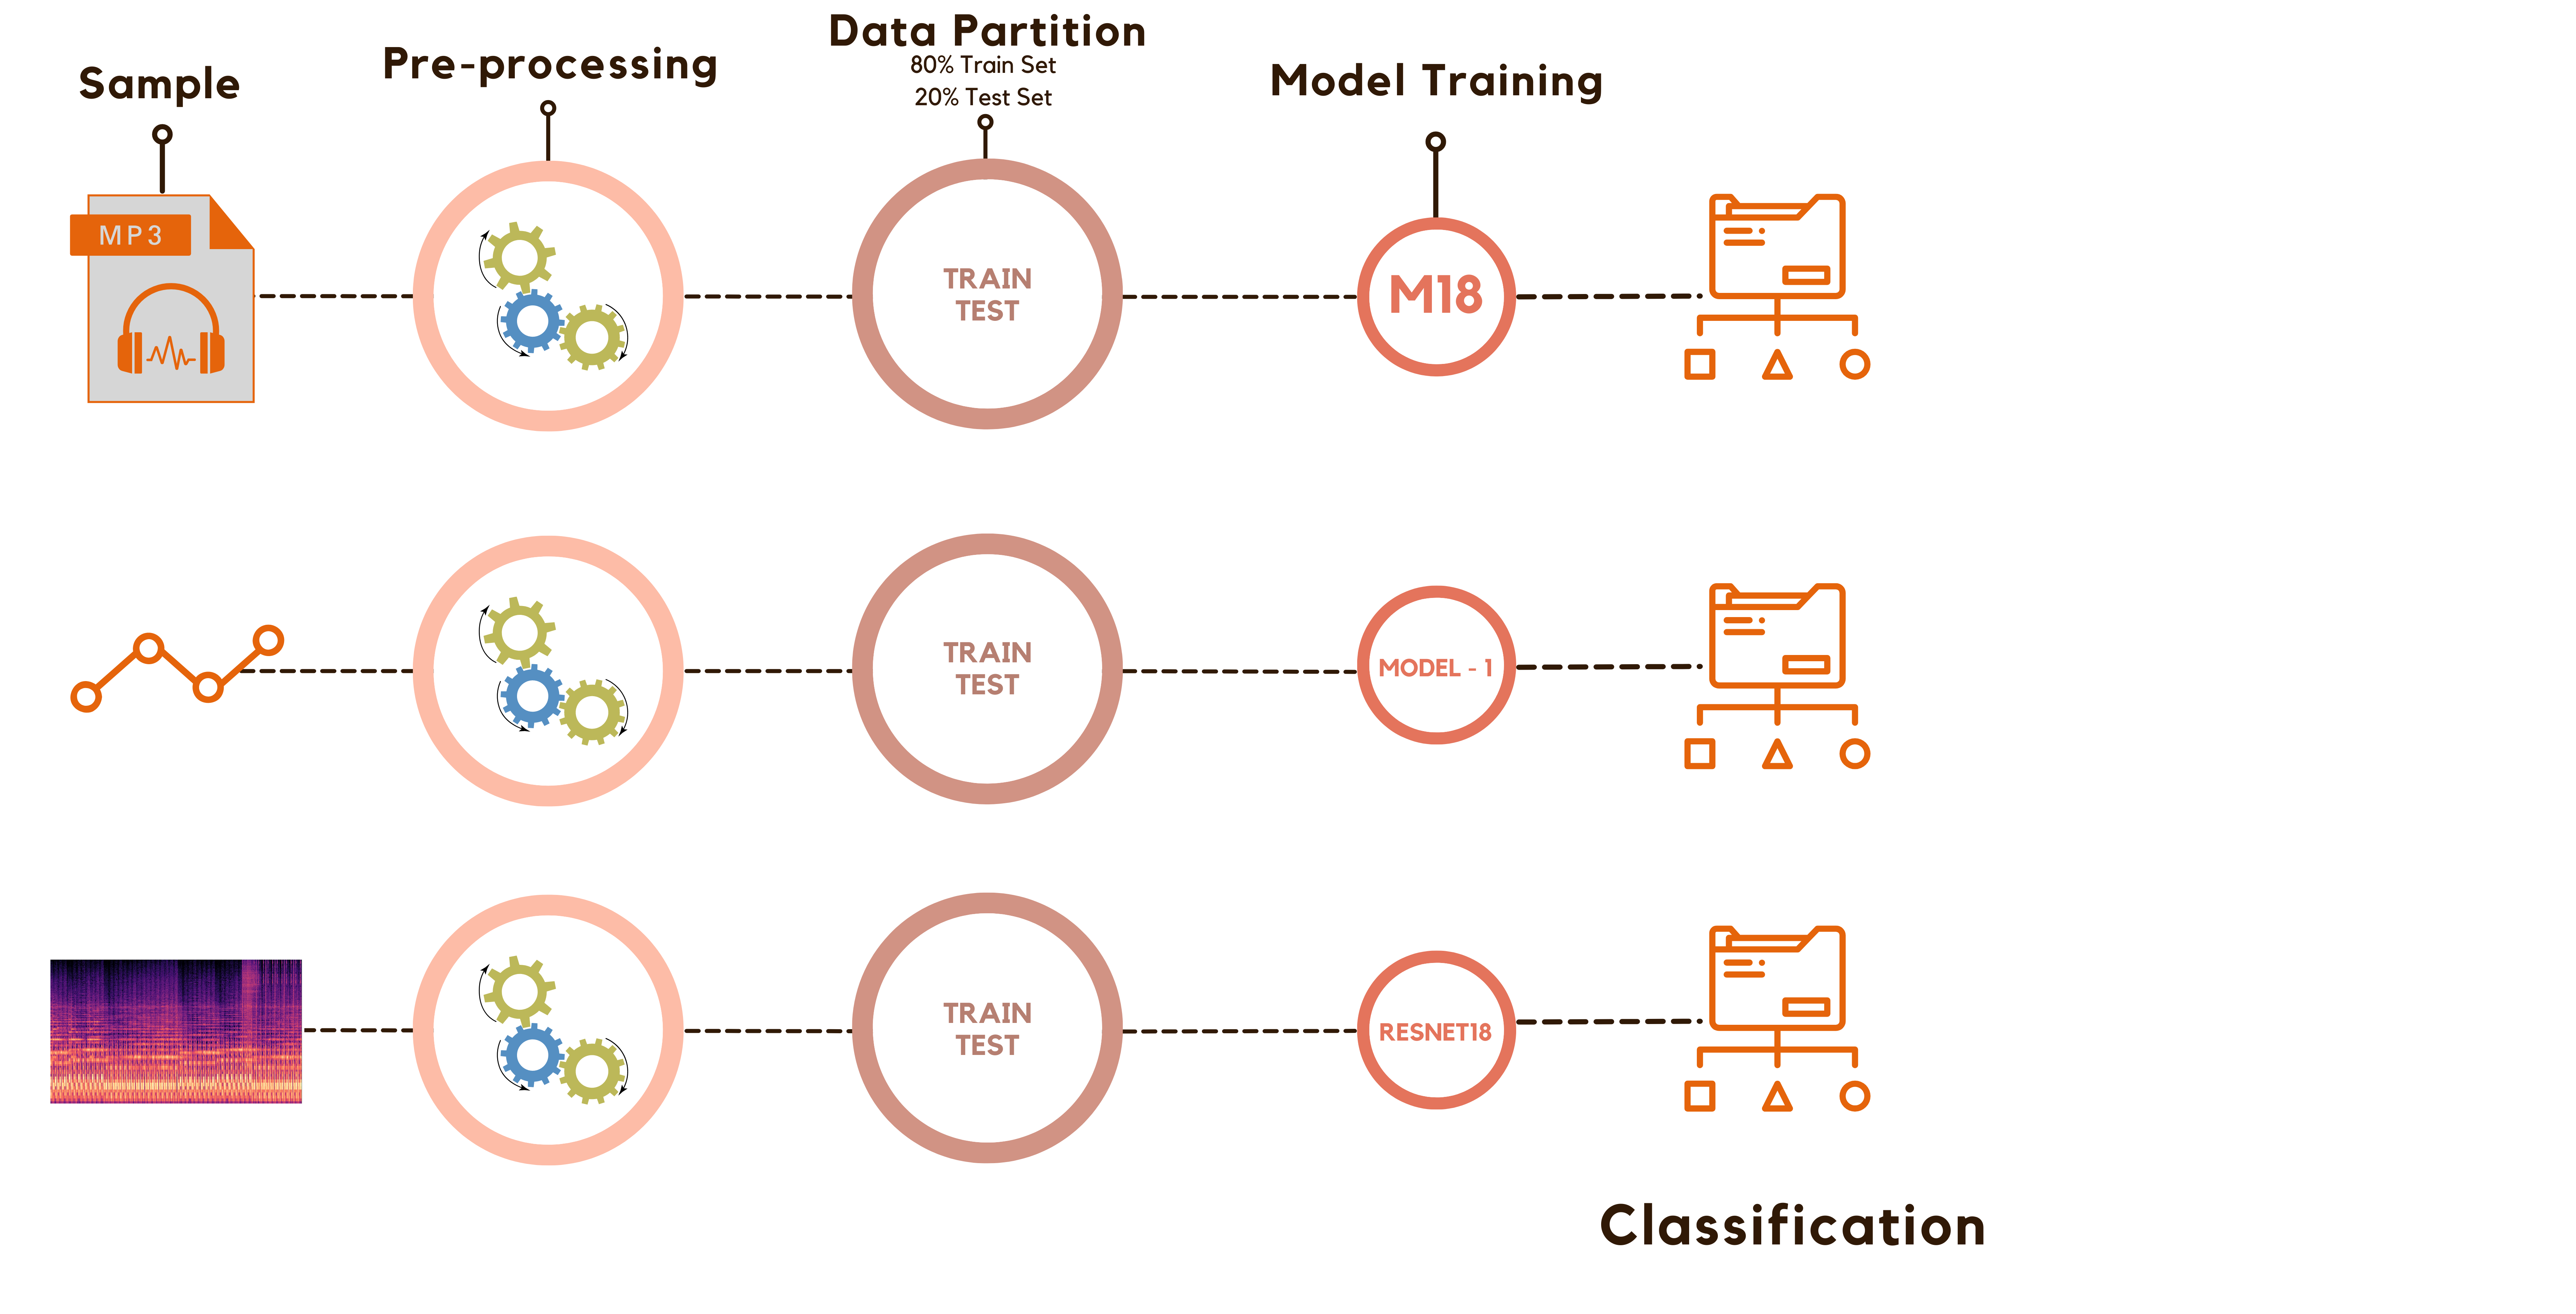 Sample
Pre-processing
Data Partition
80% Train Set
20% Test Set
Model Training
MP3
TRAIN
TEST
M18
TRAIN
TEST
MODEL - 1
TRAIN
TEST
RESNET18
Classification